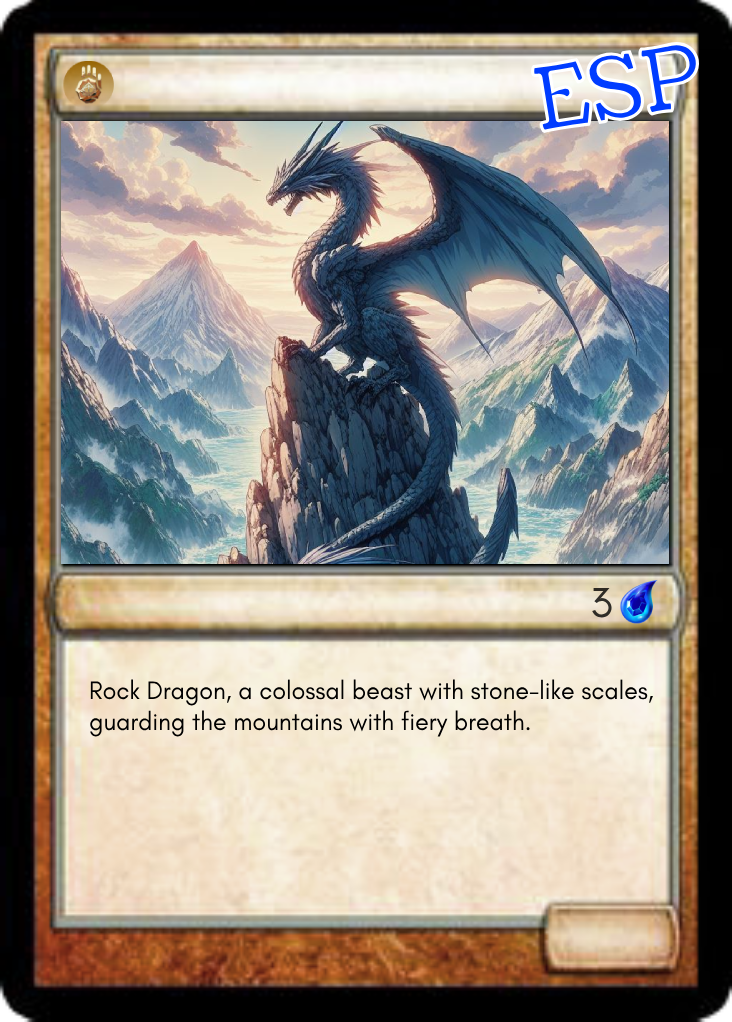 ESP
3
Rock Dragon, a colossal beast with stone-like scales,
guarding the mountains with fiery breath.